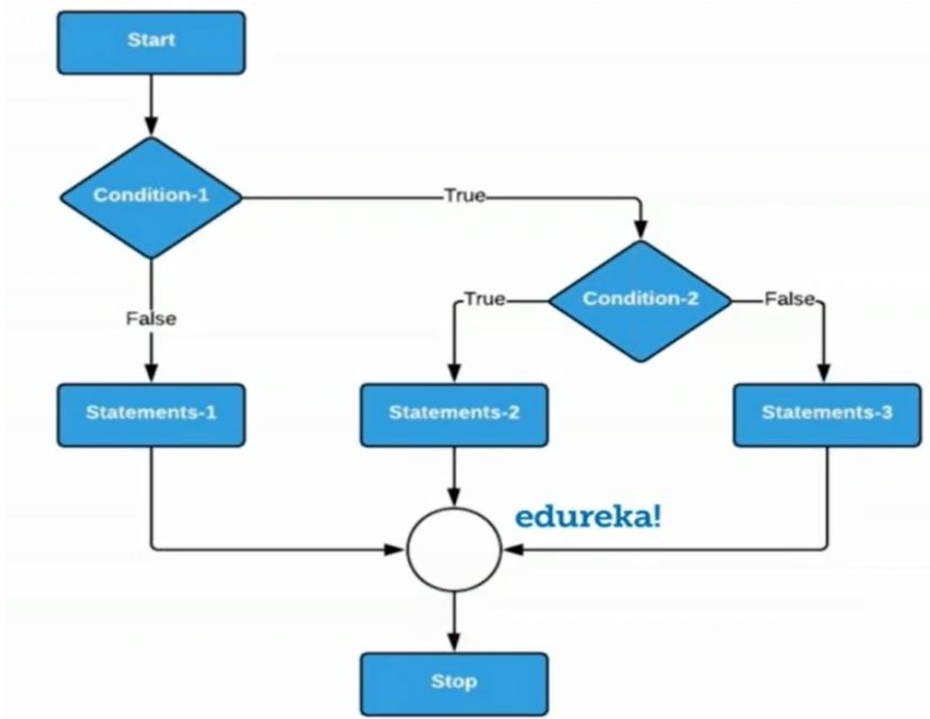 Start
Condition-1
True
Condition-2
True
False
False
Statements-1
Statements-2
Statements-3
edureka!
Stop